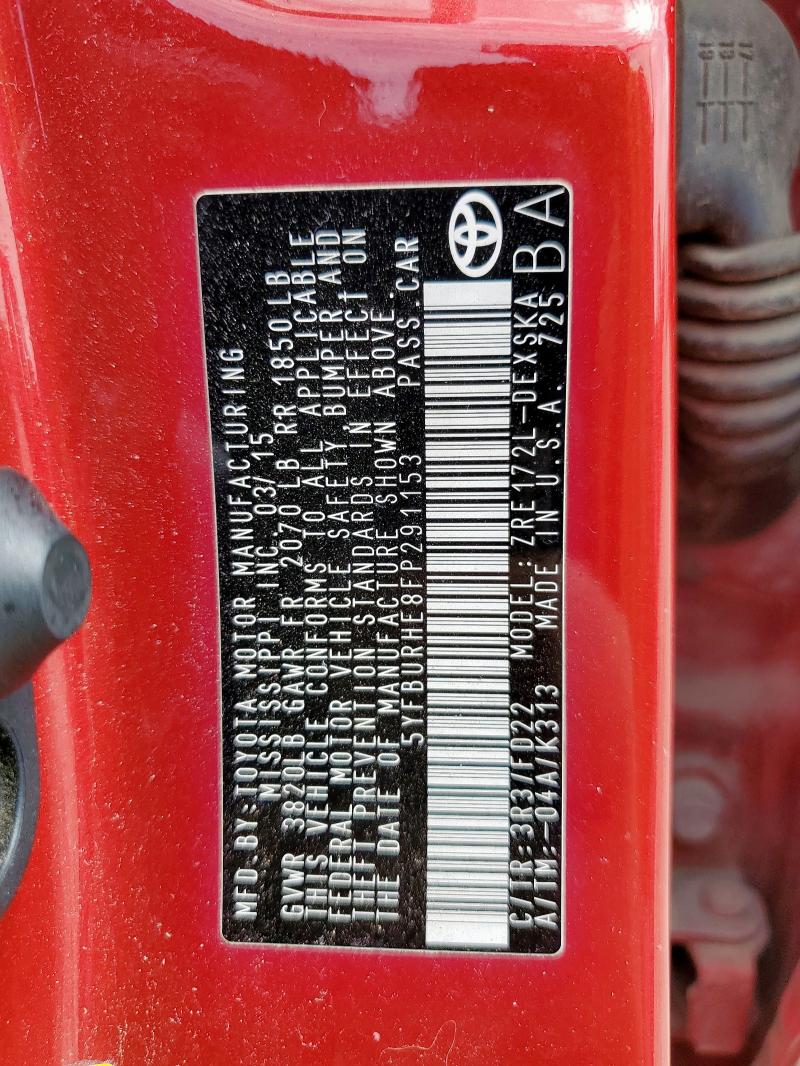 MFD.BY:TOYOTA MOTOR MANUFACTURING
MISSISSIPPI INC. 03/15
GVWR 3820LB GAWR FR 2070LB RR 1850LB
THIS VEHICLE CONFORMS TO ALL APPLICABLE
FEDERAL MOTOR VEHICLE SAFETY, BUMPER AND
THEFT PREVENTION STANDARDS IN EFFECT ON
THE DATE OF MANUFACTURE SHOWN ABOVE.
5YFBURHE8FP291153 PASS.CAR
C/TR:3R3/FD22 MODEL:ZRE172L-DEXSKA
A/TM:-04A/K313 MADE IN U.S.A. 725 BA